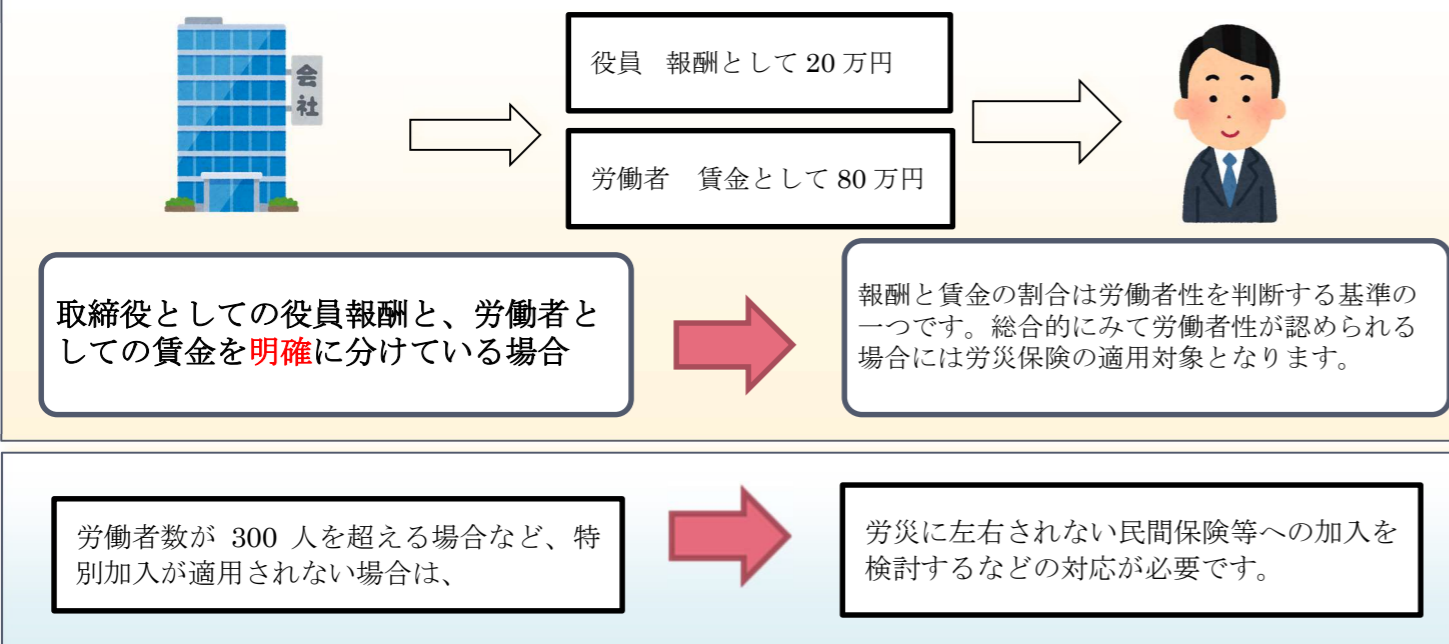 会社
役員　報酬として 20 万円
労働者　賃金として 80 万円
取締役としての役員報酬と、労働者と
しての賃金を明確に分けている場合
報酬と賃金の割合は労働者性を判断する基準の
一つです。総合的にみて労働者性が認められる
場合には労災保険の適用対象となります。
労働者数が 300 人を超える場合など、特
別加入が適用されない場合は、
労災に左右されない民間保険等への加入を
検討するなどの対応が必要です。